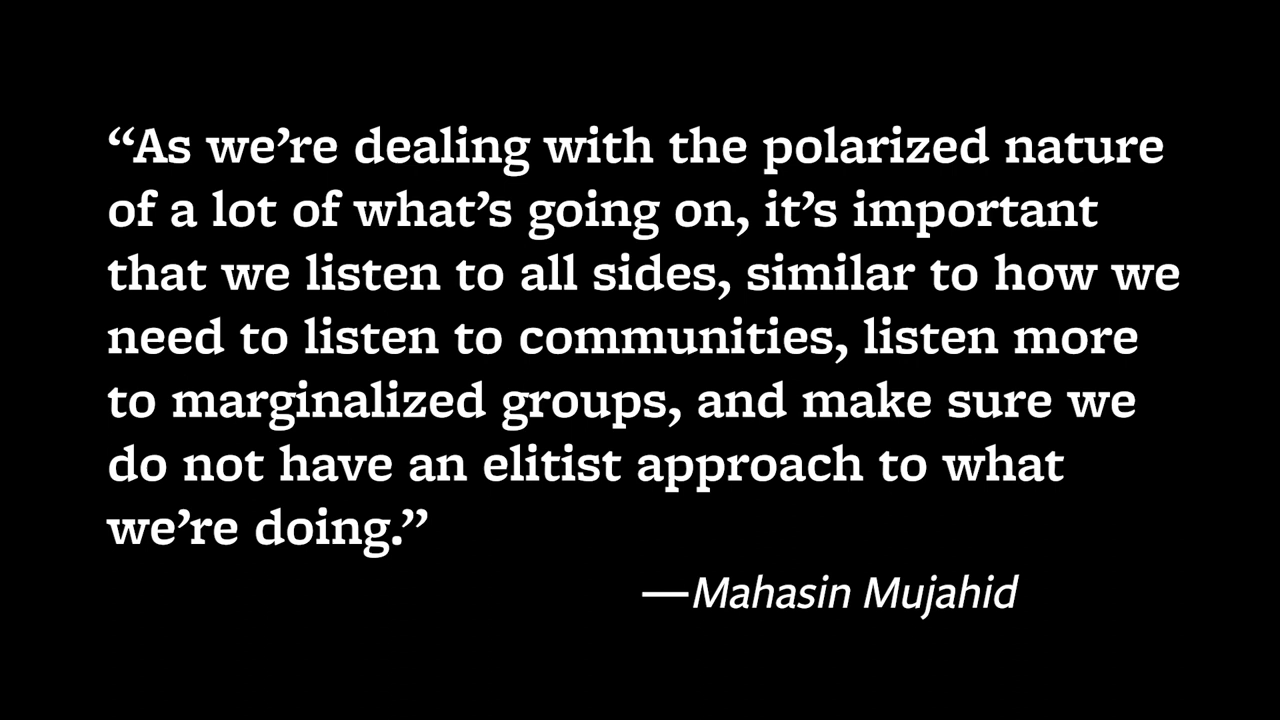 “As we’re dealing with the polarized nature
of a lot of what’s going on, it’s important
that we listen to all sides, similar to how we
need to listen to communities, listen more
to marginalized groups, and make sure we
do not have an elitist approach to what
we’re doing.”
—Mahasin Mujahid